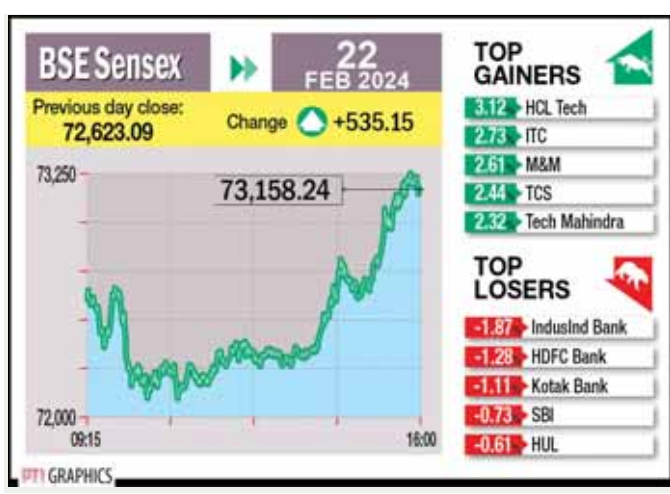 BSE Sensex
22
FEB 2024
Previous day close:
72,623.09
Change +535.15
73,250
73,158.24
72,000
09:15 16:00
TOP
GAINERS
3.12% HCL Tech
2.73% ITC
2.61% M&M
2.44% TCS
2.32% Tech Mahindra
TOP
LOSERS
-1.87% IndusInd Bank
-1.28% HDFC Bank
-1.11% Kotak Bank
-0.73% SBI
-0.61% HUL
PTI GRAPHICS